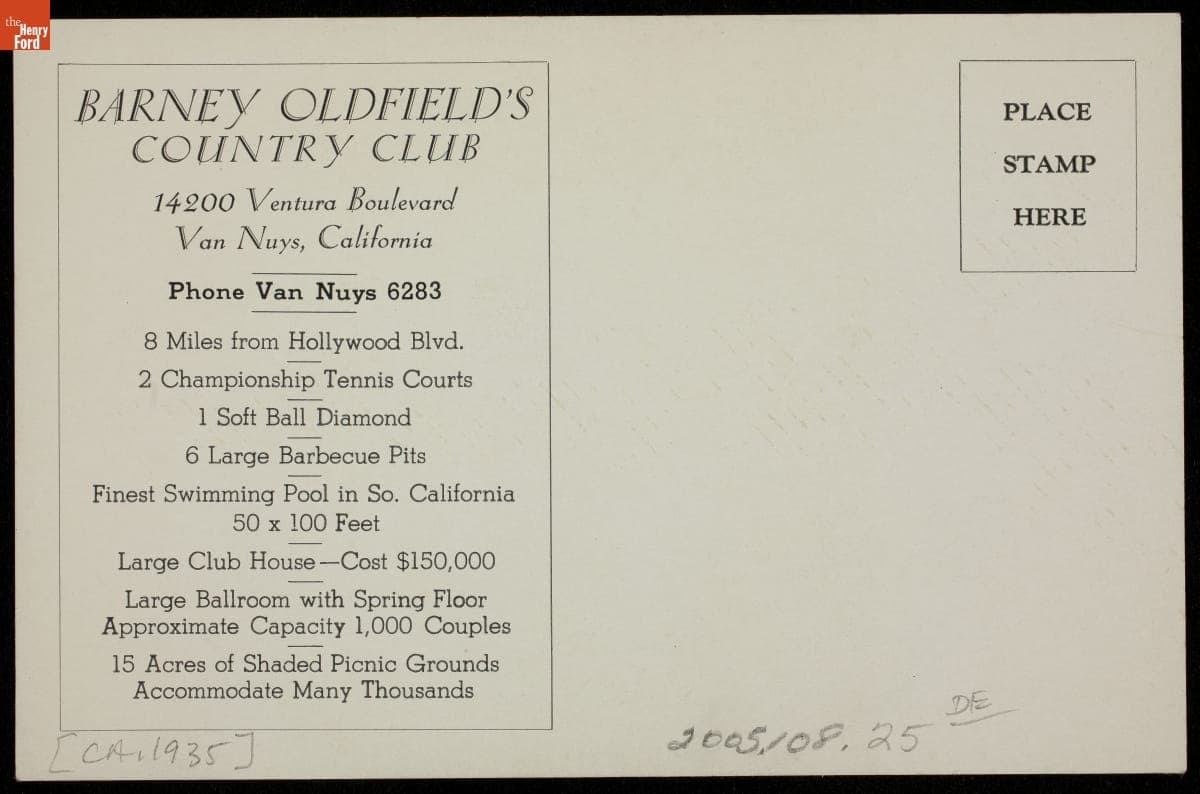 the
Henry
Ford
BARNEY OLDFIELD'S
COUNTRY CLUB
14200 Ventura Boulevard
Van Nuys, California
Phone Van Nuys 6283
8 Miles from Hollywood Blvd.
2 Championship Tennis Courts
1 Soft Ball Diamond
6 Large Barbecue Pits
Finest Swimming Pool in So. California
50 x 100 Feet
Large Club House—Cost $150,000
Large Ballroom with Spring Floor
Approximate Capacity 1,000 Couples
15 Acres of Shaded Picnic Grounds
Accommodate Many Thousands
PLACE
STAMP
HERE
[CA. 1935]
2005.108.25
DE